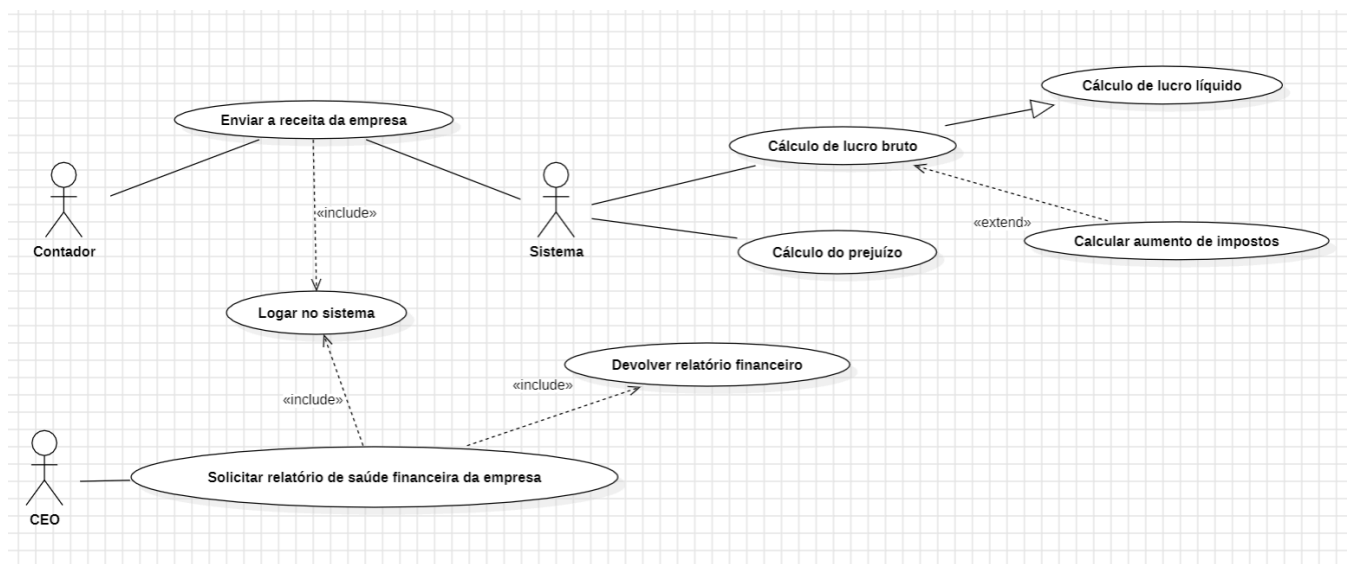 Cálculo de lucro líquido
Enviar a receita da empresa
Cálculo de lucro bruto
«include»
«extend»
Contador
Sistema
Cálculo do prejuízo
Calcular aumento de impostos
Logar no sistema
Devolver relatório financeiro
«include»
«include»
Solicitar relatório de saúde financeira da empresa
CEO